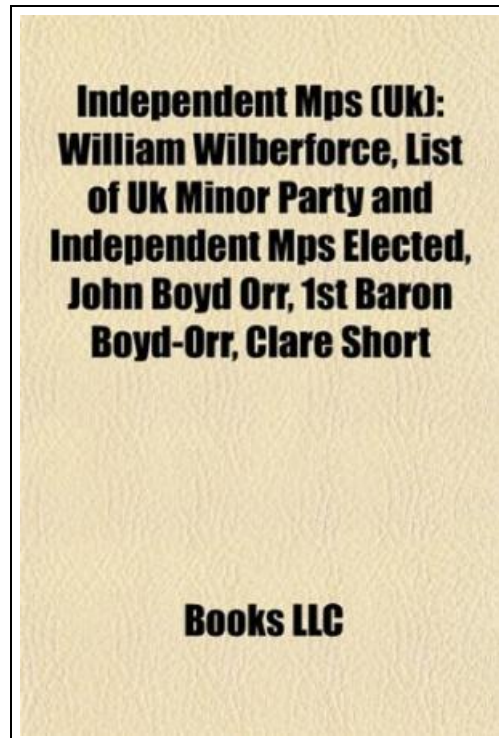 Independent Mps (Uk):
William Wilberforce, List
of Uk Minor Party and
Independent Mps Elected,
John Boyd Orr, 1st Baron
Boyd-Orr, Clare Short
Books LLC